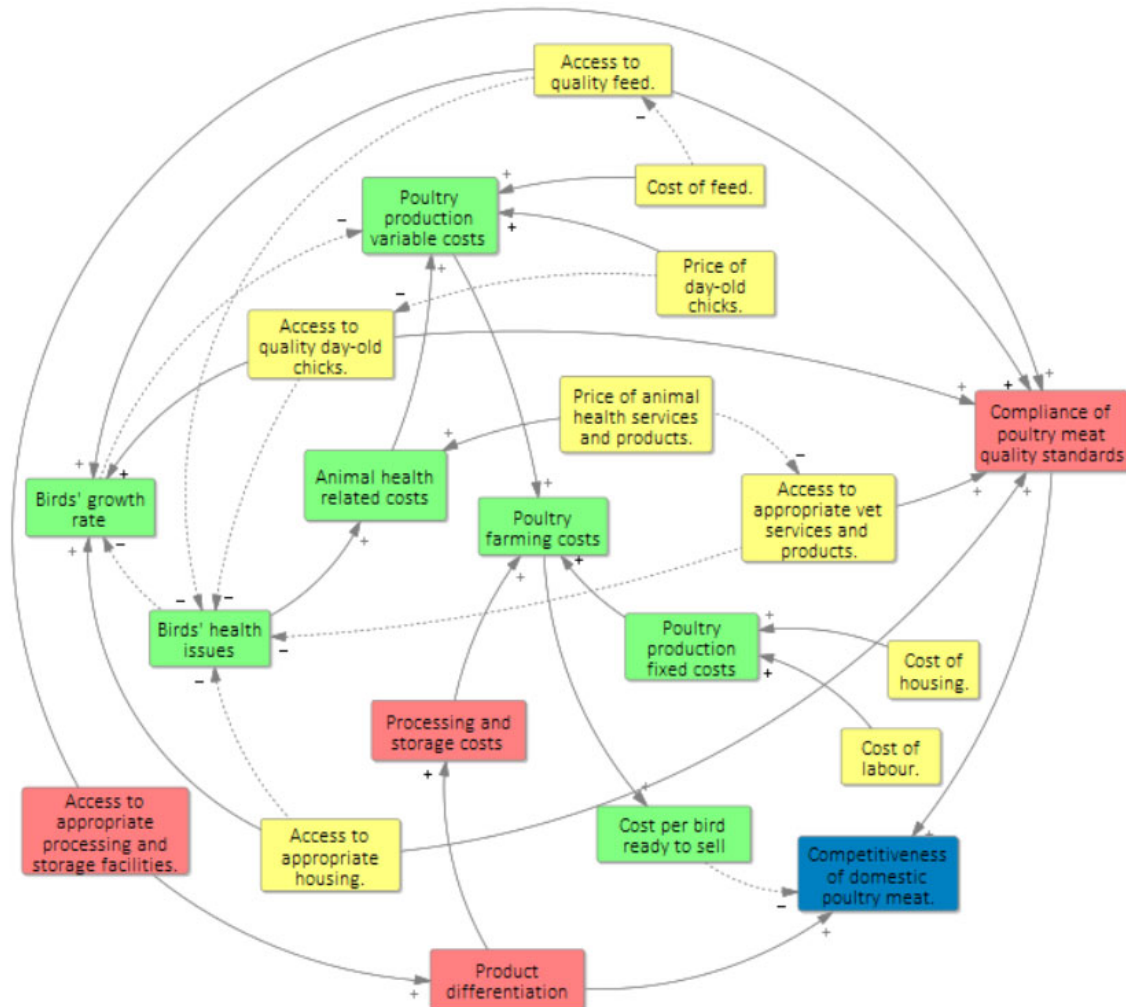 Access to
quality feed.
Cost of feed.
Poultry
production
variable costs
Price of
day-old
chicks.
Access to
quality day-old
chicks.
Price of animal
health services
and products.
Compliance of
poultry meat
quality standards
Animal health
related costs
Birds' growth
rate
Access to
appropriate vet
services and
products.
Poultry
farming costs
Birds' health
issues
Poultry
production
fixed costs
Cost of
housing.
Processing and
storage costs
Cost of
labour.
Access to
appropriate
processing and
storage facilities.
Access to
appropriate
housing.
Cost per bird
ready to sell
Competitiveness
of domestic
poultry meat.
Product
differentiation